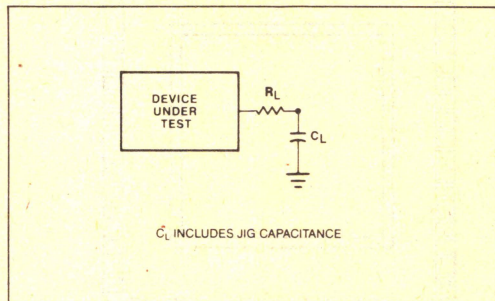 DEVICE
UNDER
TEST
RL
CL
CL INCLUDES JIG CAPACITANCE